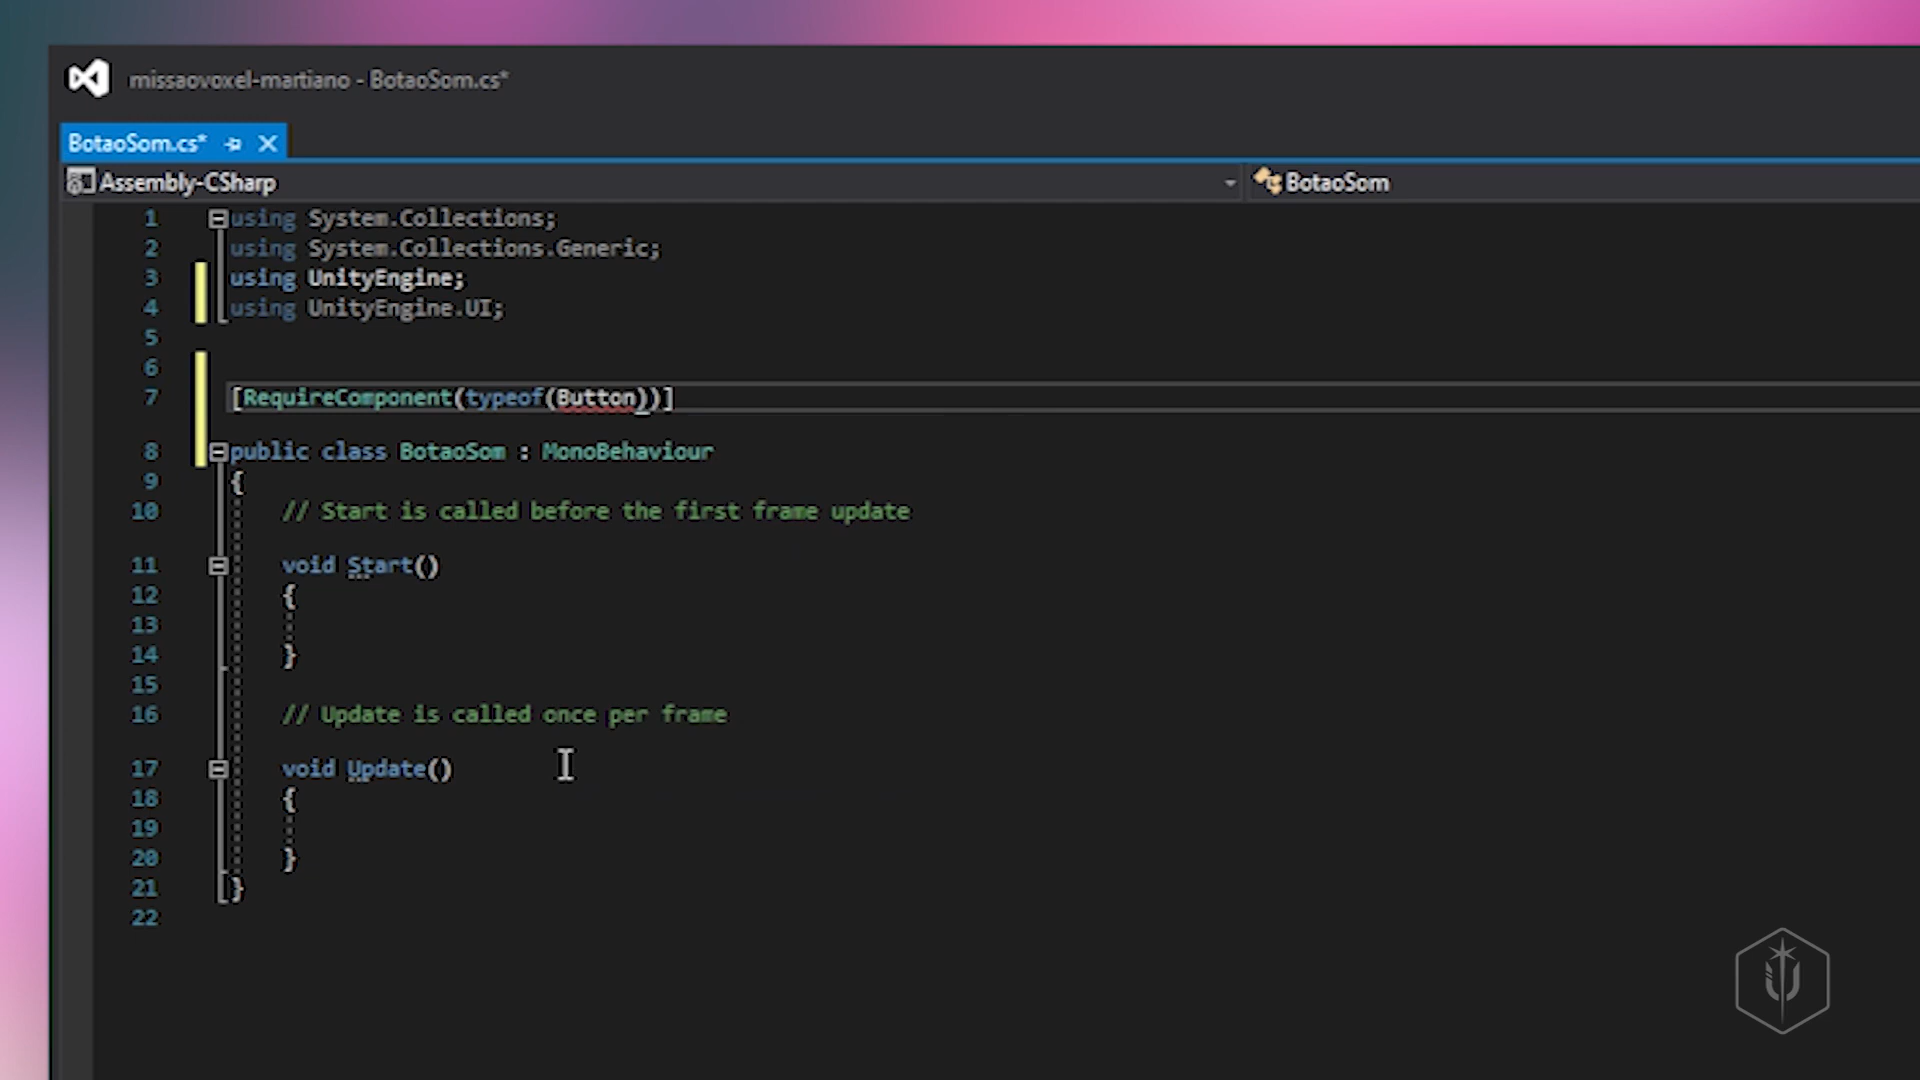 missaovoxel-martiano - BotaoSom.cs*
BotaoSom.cs*
Assembly-CSharp
BotaoSom
1 using System.Collections;
2 using System.Collections.Generic;
3 using UnityEngine;
4 using UnityEngine.UI;
5
6
7 [RequireComponent(typeof(Button))]
8 public class BotaoSom : MonoBehaviour
9 {
10 // Start is called before the first frame update
11 void Start()
12 {
13
14 }
15
16 // Update is called once per frame
17 void Update()
18 {
19
20 }
21 }
22